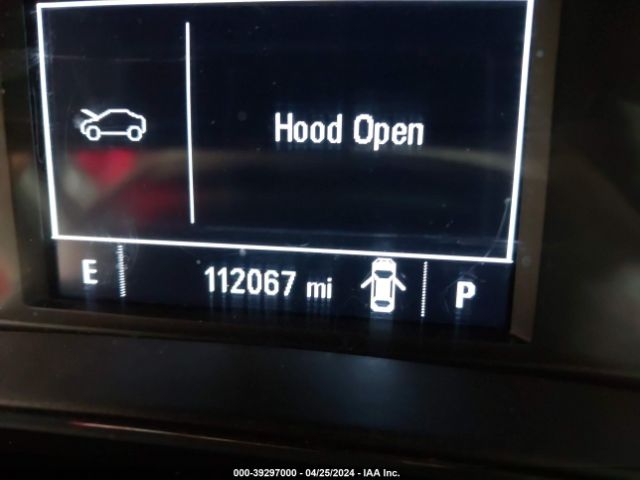 Hood Open
E 112067 mi P
000-39297000 - 04/25/2024 - IAA Inc.